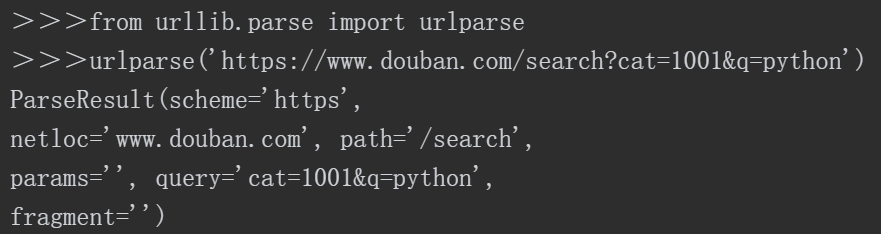 >>>from urllib.parse import urlparse
>>>urlparse('https://www.douban.com/search?cat=1001&q=python')
ParseResult(scheme='https',
netloc='www.douban.com', path='/search',
params='', query='cat=1001&q=python',
fragment='')